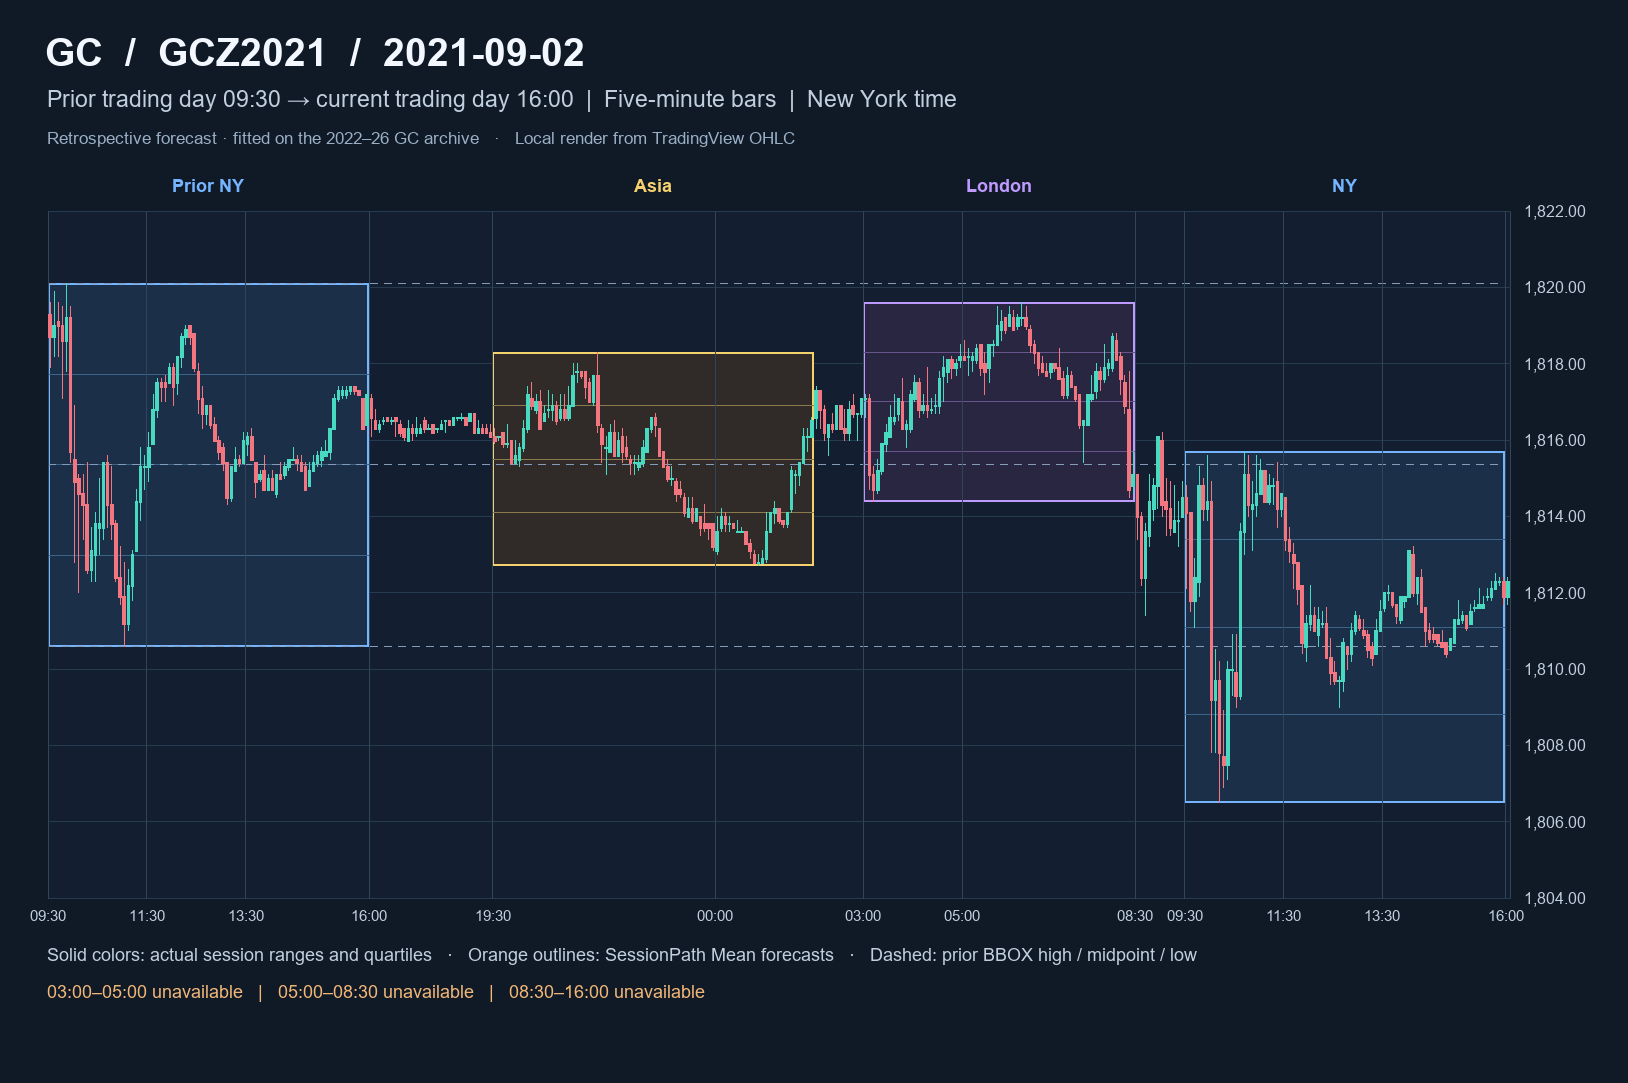 GC / GCZ2021 / 2021-09-02
Prior trading day 09:30 → current trading day 16:00 | Five-minute bars | New York time
Retrospective forecast · fitted on the 2022–26 GC archive · Local render from TradingView OHLC
Prior NY Asia London NY
1,822.00
1,820.00
1,818.00
1,816.00
1,814.00
1,812.00
1,810.00
1,808.00
1,806.00
1,804.00
09:30 11:30 13:30 16:00 19:30 00:00 03:00 05:00 08:30 09:30 11:30 13:30 16:00
Solid colors: actual session ranges and quartiles · Orange outlines: SessionPath Mean forecasts · Dashed: prior BBOX high / midpoint / low
03:00–05:00 unavailable | 05:00–08:30 unavailable | 08:30–16:00 unavailable